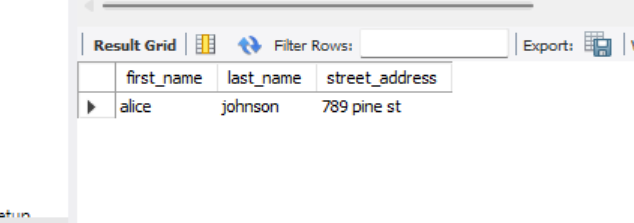 Result Grid Filter Rows: Export:
first_name last_name street_address
alice johnson 789 pine st